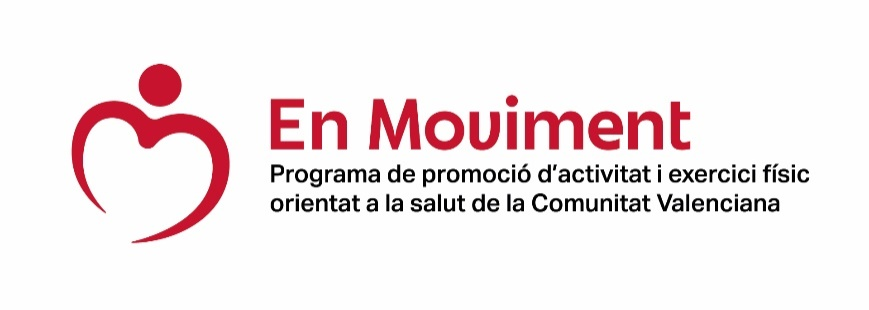 En Moviment
Programa de promoció d'activitat i exercici físic
orientat a la salut de la Comunitat Valenciana